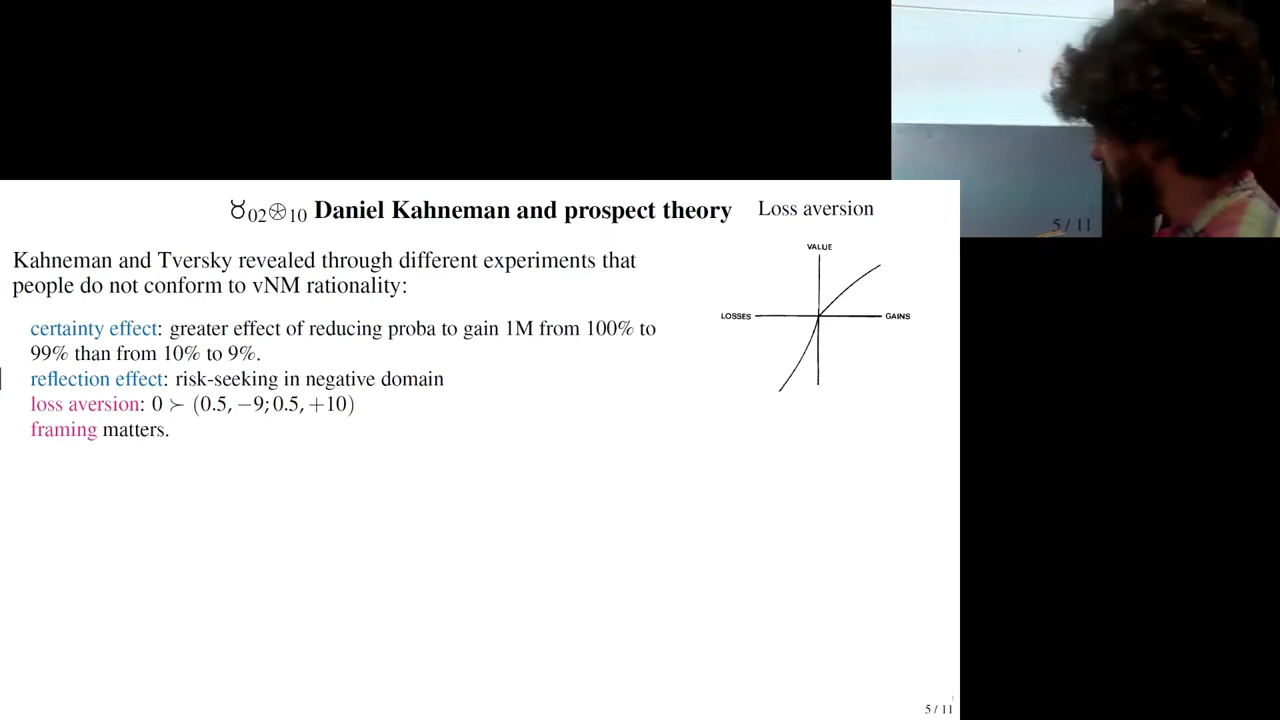 ♉02⊛10 Daniel Kahneman and prospect theory Loss aversion
Kahneman and Tversky revealed through different experiments that
people do not conform to vNM rationality:
certainty effect: greater effect of reducing proba to gain 1M from 100% to
99% than from 10% to 9%.
reflection effect: risk-seeking in negative domain
loss aversion: 0 ≻ (0.5, −9; 0.5, +10)
framing matters.
VALUE
LOSSES
GAINS
5 / 11
5 / 11